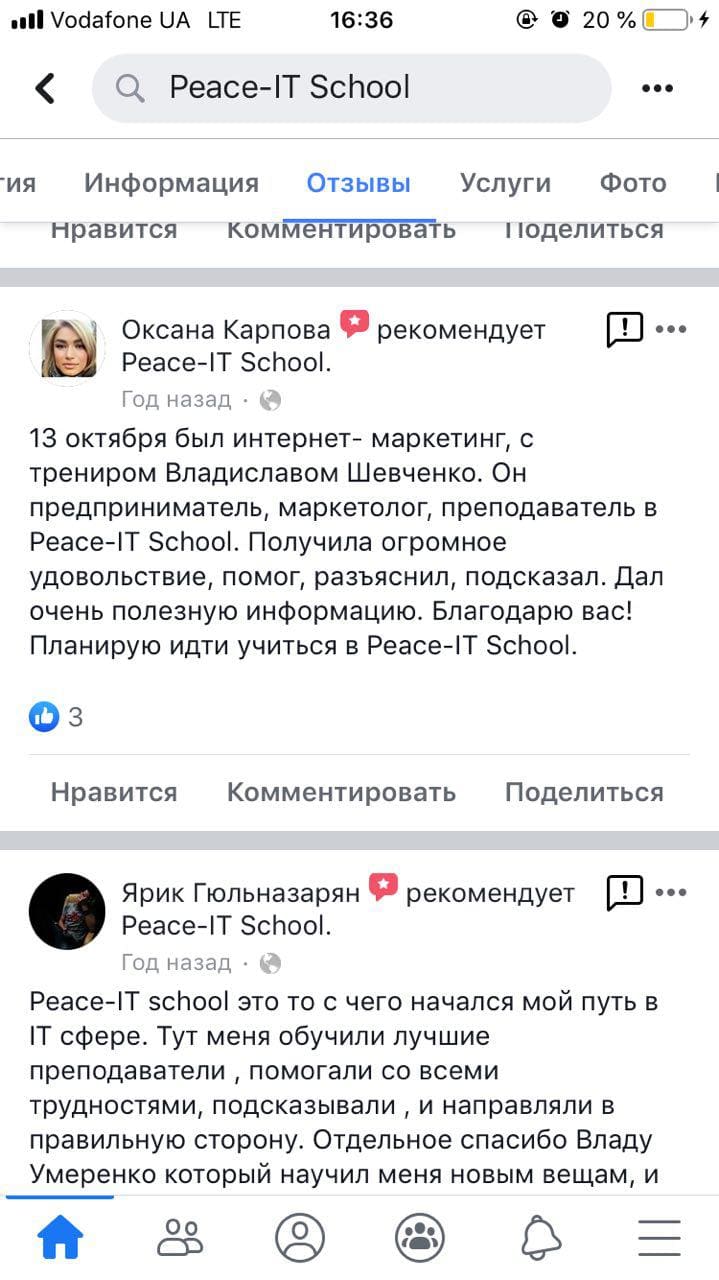 Vodafone UA LTE 16:36 20 %
Peace-IT School
тия Информация Отзывы Услуги Фото
Нравится Комментировать Поделиться
Оксана Карпова рекомендует
Peace-IT School.
Год назад ·
13 октября был интернет- маркетинг, с
трениром Владиславом Шевченко. Он
предприниматель, маркетолог, преподаватель в
Peace-IT School. Получила огромное
удовольствие, помог, разъяснил, подсказал. Дал
очень полезную информацию. Благодарю вас!
Планирую идти учиться в Peace-IT School.
3
Нравится Комментировать Поделиться
Ярик Гюльназарян рекомендует
Peace-IT School.
Год назад ·
Peace-IT school это то с чего начался мой путь в
IT сфере. Тут меня обучили лучшие
преподаватели , помогали со всеми
трудностями, подсказывали , и направляли в
правильную сторону. Отдельное спасибо Владу
Умеренко который научил меня новым вещам, и